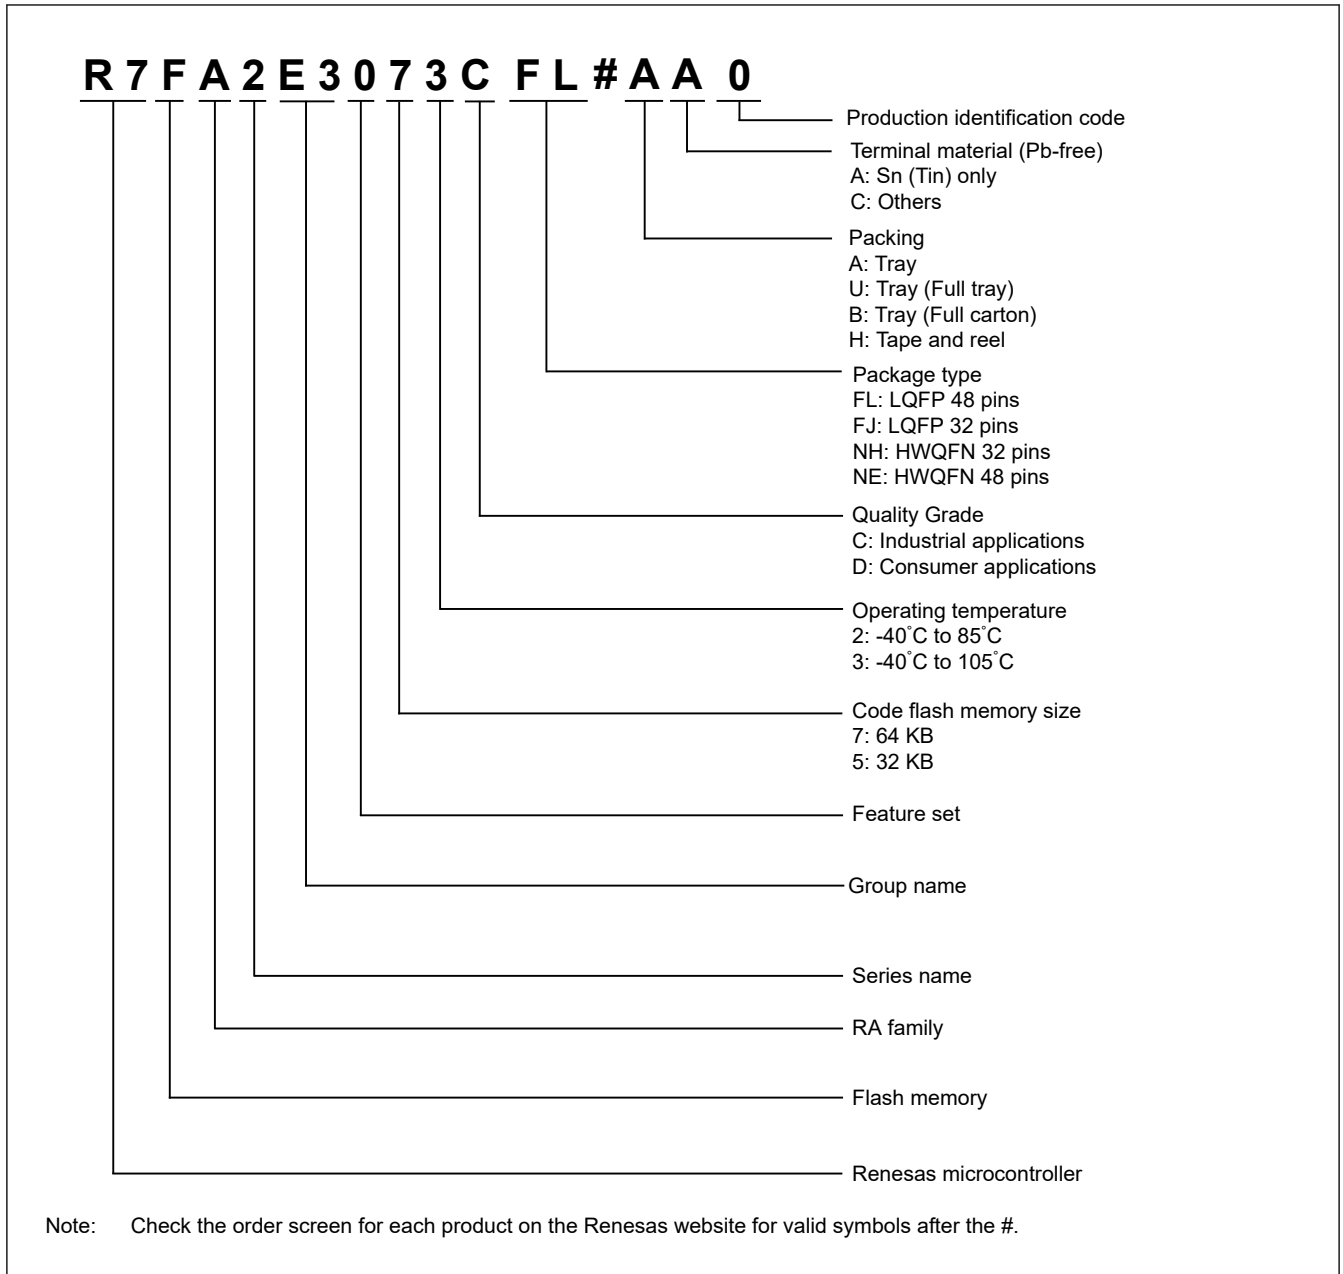 R7FA2E3073CFL#AA0
Production identification code
Terminal material (Pb-free)
A: Sn (Tin) only
C: Others
Packing
A: Tray
U: Tray (Full tray)
B: Tray (Full carton)
H: Tape and reel
Package type
FL: LQFP 48 pins
FJ: LQFP 32 pins
NH: HWQFN 32 pins
NE: HWQFN 48 pins
Quality Grade
C: Industrial applications
D: Consumer applications
Operating temperature
2: -40˚C to 85˚C
3: -40˚C to 105˚C
Code flash memory size
7: 64 KB
5: 32 KB
Feature set
Group name
Series name
RA family
Flash memory
Renesas microcontroller
Note: Check the order screen for each product on the Renesas website for valid symbols after the #.